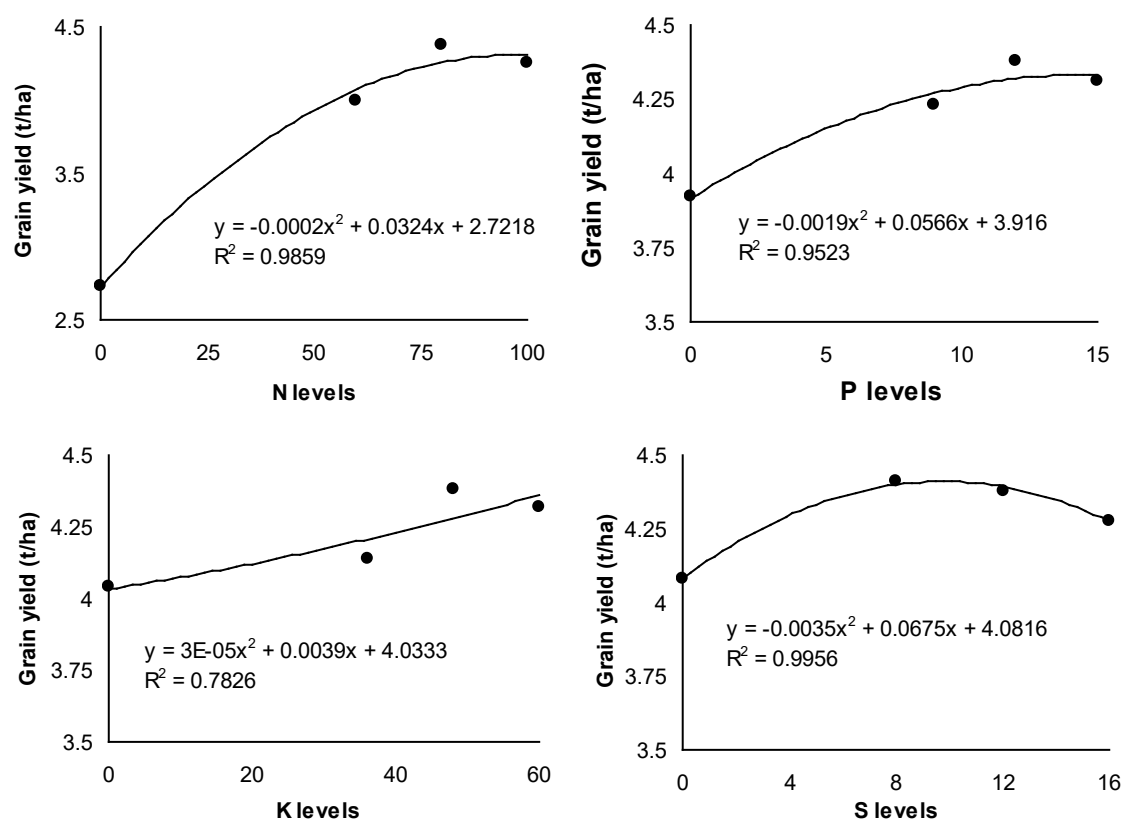 Grain yield (t/ha)
4.5
3.5
2.5
y = -0.0002x² + 0.0324x + 2.7218
R² = 0.9859
0 25 50 75 100
N levels
Grain yield (t/ha)
4.5
4.25
4
3.75
3.5
y = -0.0019x² + 0.0566x + 3.916
R² = 0.9523
0 5 10 15
P levels
Grain yield (t/ha)
4.5
4.25
4
3.75
3.5
y = 3E-05x² + 0.0039x + 4.0333
R² = 0.7826
0 20 40 60
K levels
Grain yield (t/ha)
4.5
4.25
4
3.75
3.5
y = -0.0035x² + 0.0675x + 4.0816
R² = 0.9956
0 4 8 12 16
S levels